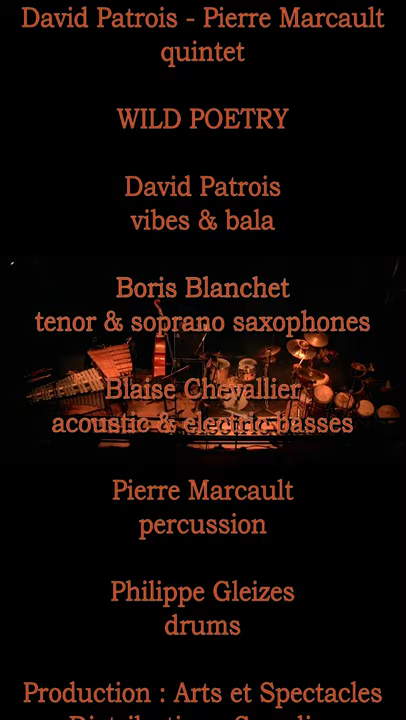 David Patrois - Pierre Marcault
quintet
WILD POETRY
David Patrois
vibes & bala
Boris Blanchet
tenor & soprano saxophones
Blaise Chevallier
acoustic & electric basses
Pierre Marcault
percussion
Philippe Gleizes
drums
Production : Arts et Spectacles